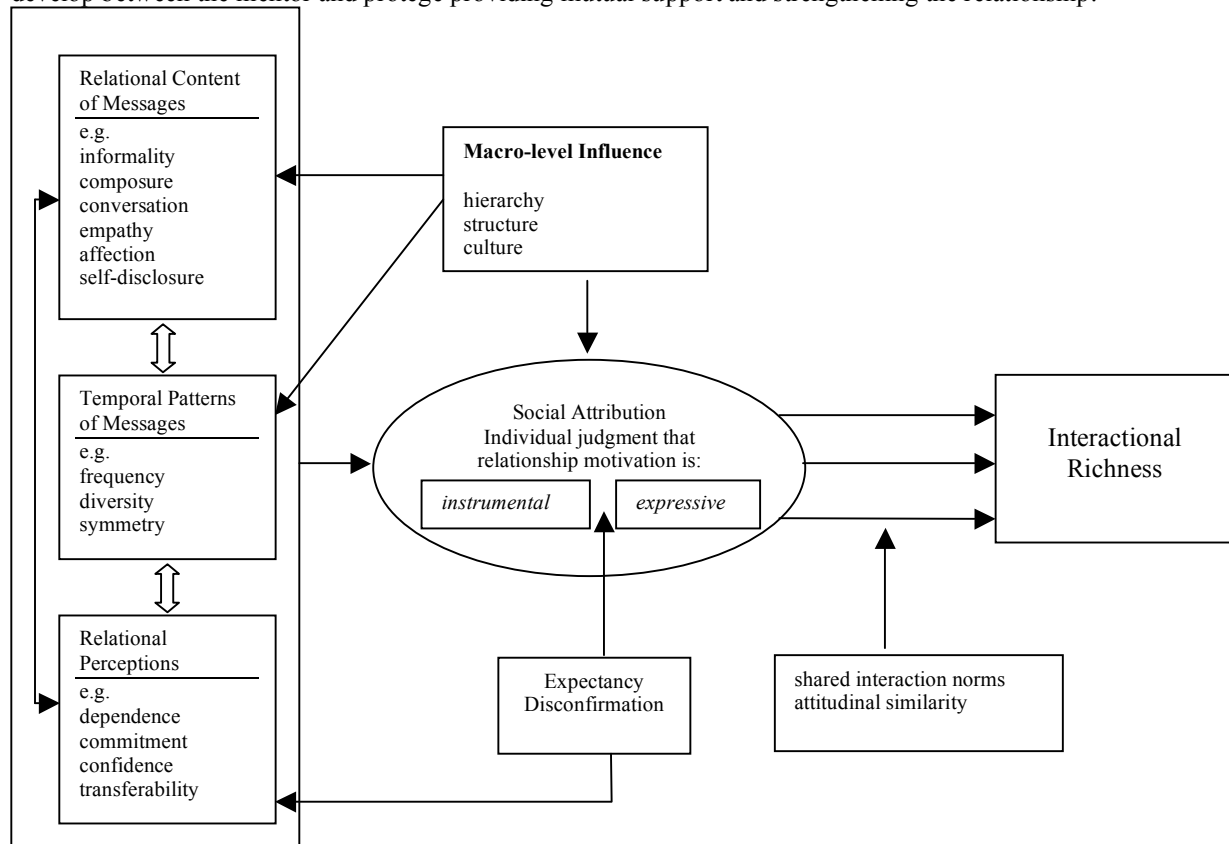 develop between the mentor and protégé providing mutual support and strengthening the relationship.
Relational Content
of Messages
e.g.
informality
composure
conversation
empathy
affection
self-disclosure
Macro-level Influence
hierarchy
structure
culture
Temporal Patterns
of Messages
e.g.
frequency
diversity
symmetry
Social Attribution
Individual judgment that
relationship motivation is:
instrumental
expressive
Interactional
Richness
Relational
Perceptions
e.g.
dependence
commitment
confidence
transferability
Expectancy
Disconfirmation
shared interaction norms
attitudinal similarity